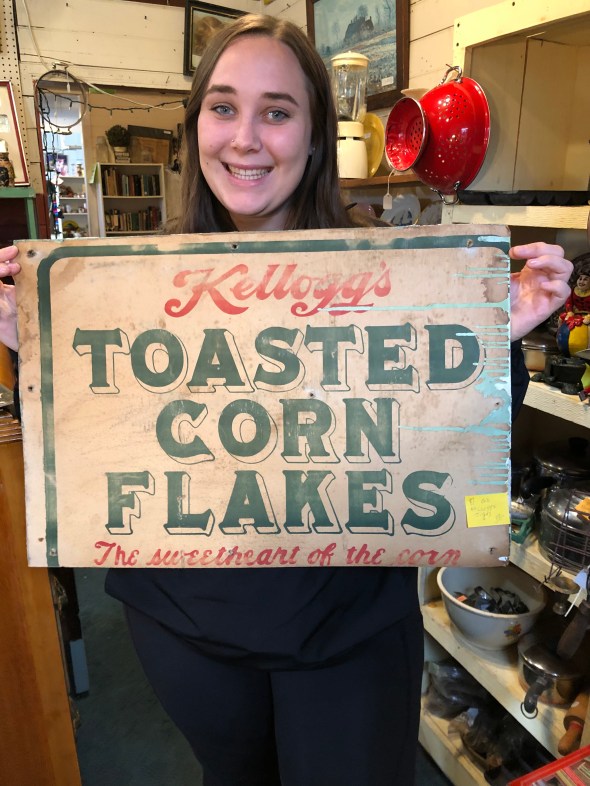 Kellogg's
TOASTED
CORN
FLAKES
The sweetheart of the corn